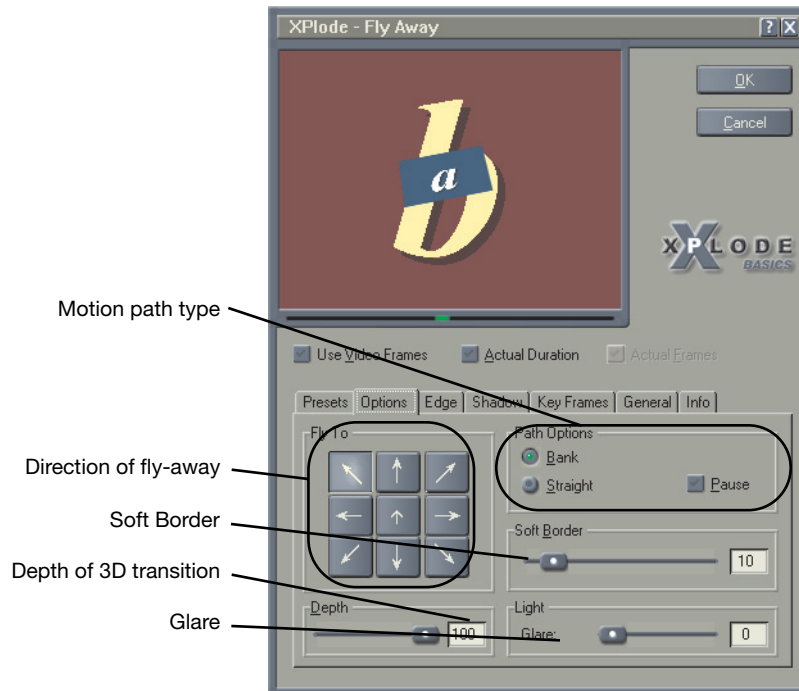 XPlode - Fly Away
? X
OK
Cancel
b
a
XPLODE
BASICS
Motion path type
Use Video Frames
Actual Duration
Actual Frames
Presets
Options
Edge
Shadow
Key Frames
General
Info
Fly To
Path Options
Bank
Straight
Pause
Direction of fly-away
Soft Border
Soft Border
10
Depth of 3D transition
Depth
100
Light
Glare
Glare:
0